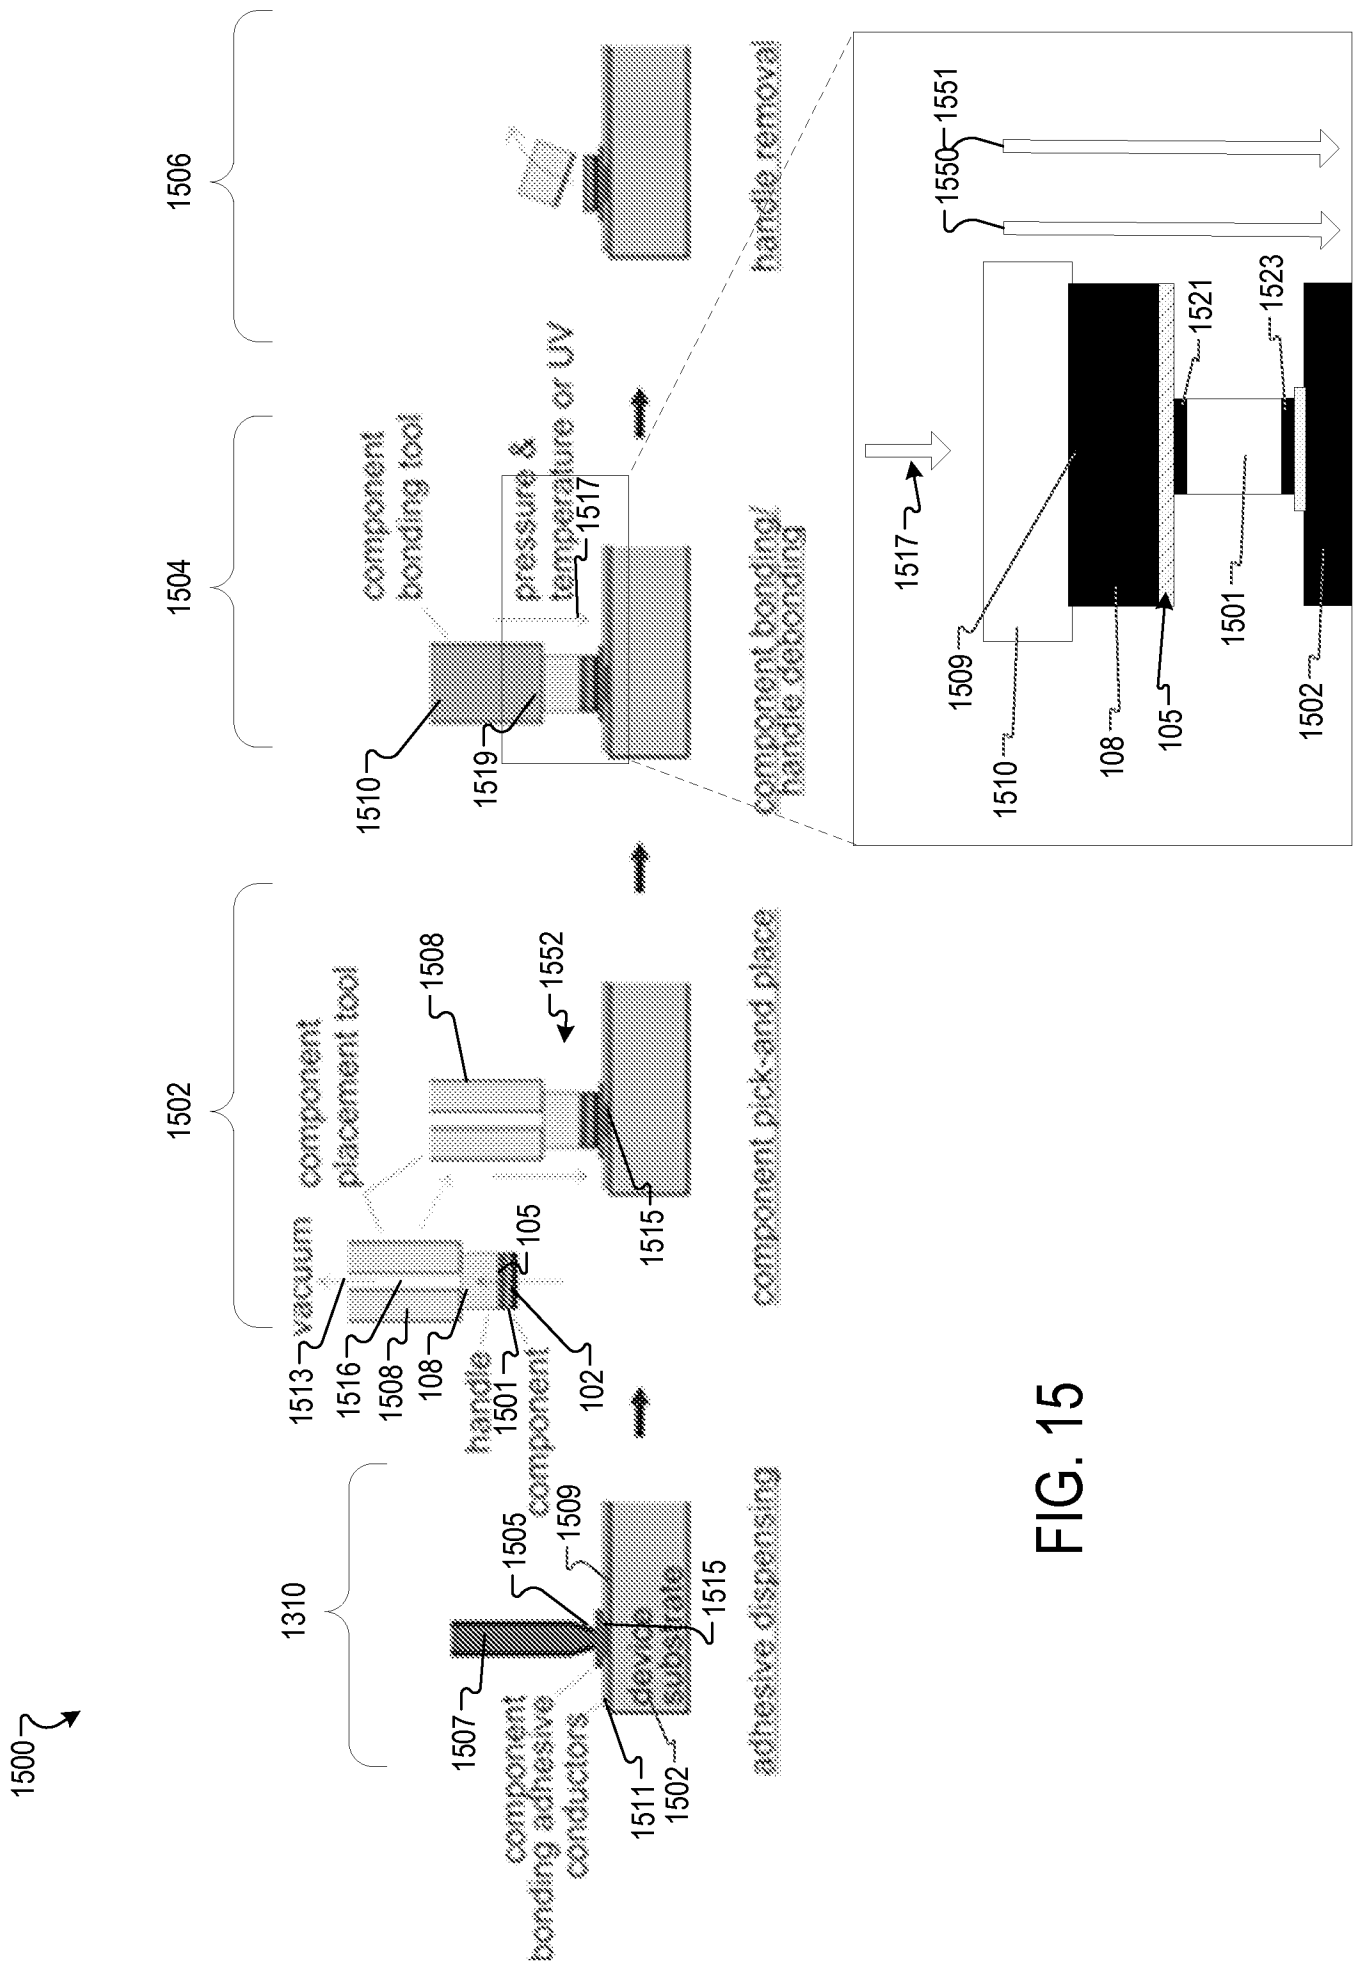 1500
1310
1507
1505
1509
component
bonding adhesive
conductors
1511
1502
device
substrate
1515
adhesive dispensing
1502
1513
vacuum
1516
1508
108
handle
1501
component
102
105
component
placement tool
1508
1552
1515
component pick-and place
1504
1510
1519
component
bonding tool
pressure &
temperature or UV
1517
component bonding/
handle debonding
1506
handle removal
1517
1509
1510
108
105
1501
1502
1521
1523
1550
1551
FIG. 15